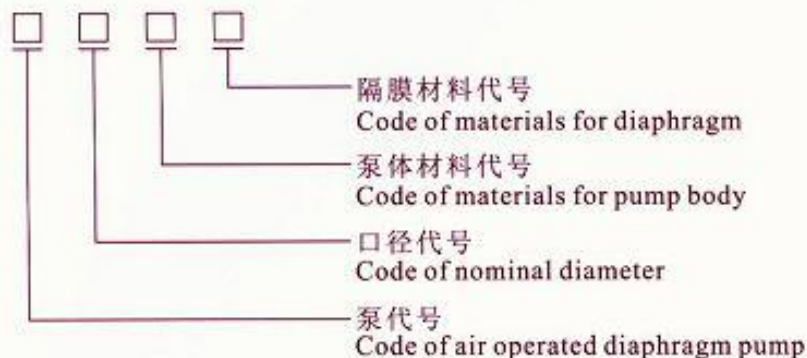 隔膜材料代号
Code of materials for diaphragm
泵体材料代号
Code of materials for pump body
口径代号
Code of nominal diameter
泵代号
Code of air operated diaphragm pump